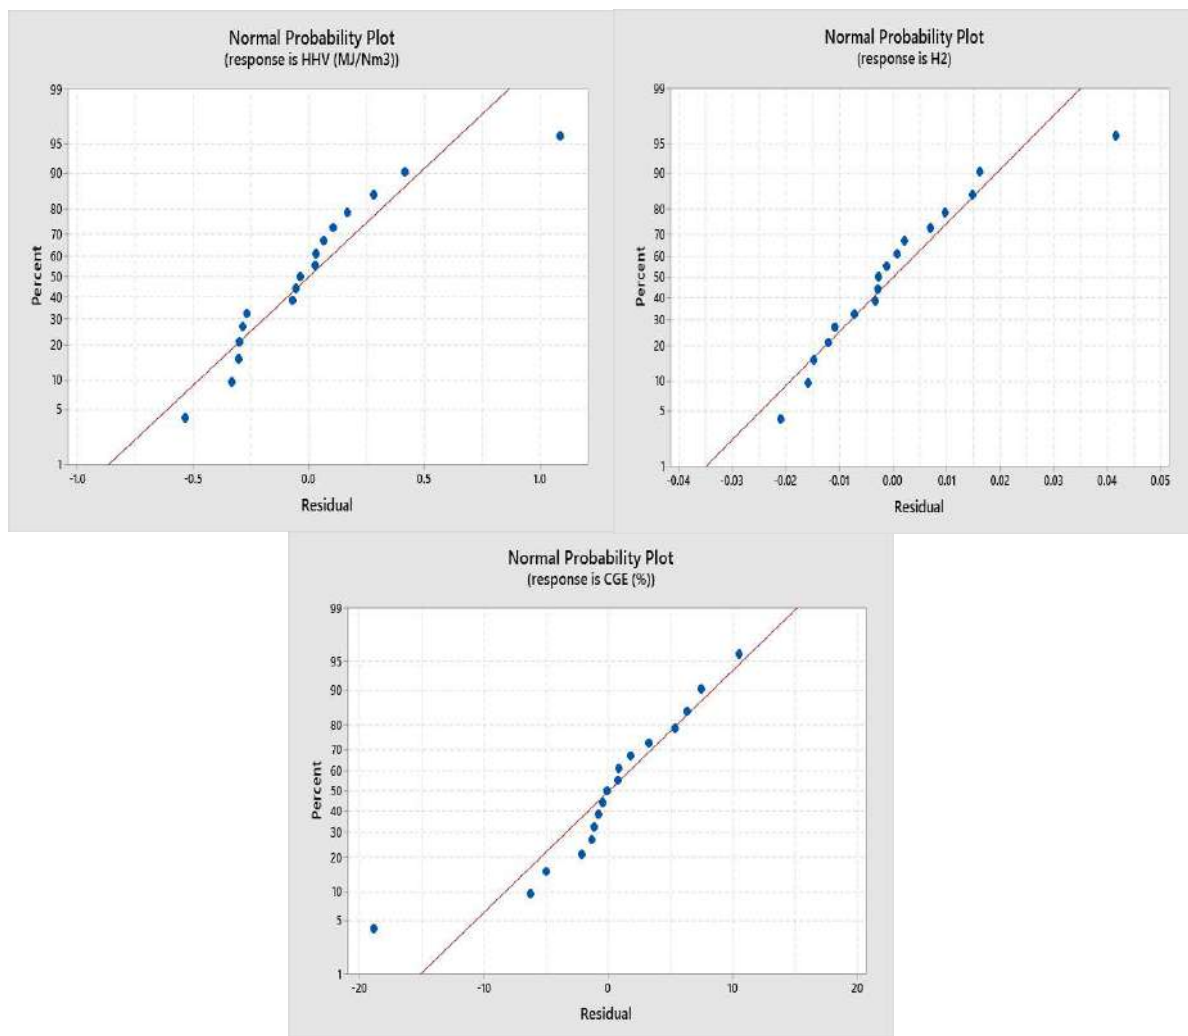 Normal Probability Plot
(response is HHV (MJ/Nm3))
99
95
90
80
70
60
50
40
30
20
10
5
1
Percent
-1.0 -0.5 0.0 0.5 1.0
Residual
Normal Probability Plot
(response is H2)
99
95
90
80
70
60
50
40
30
20
10
5
1
Percent
-0.04 -0.03 -0.02 -0.01 0.00 0.01 0.02 0.03 0.04 0.05
Residual
Normal Probability Plot
(response is CGE (%))
99
95
90
80
70
60
50
40
30
20
10
5
1
Percent
-20 -10 0 10 20
Residual